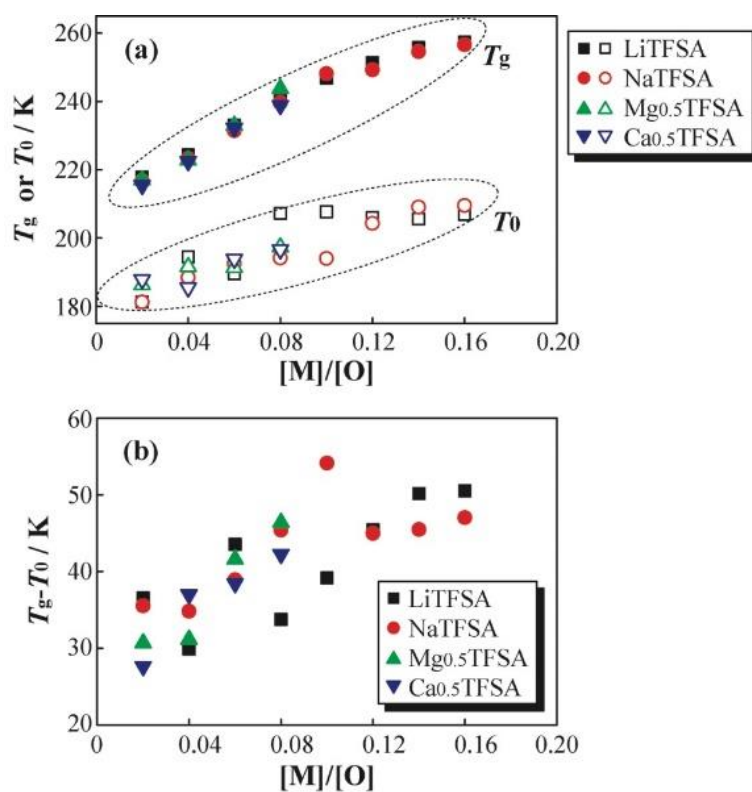 (a)
260
240
220
200
180
Tg or T0 / K
Tg
T0
0 0.04 0.08 0.12 0.16 0.20
[M]/[O]
LiTFSA
NaTFSA
Mg0.5TFSA
Ca0.5TFSA
(b)
60
50
40
30
20
Tg-T0 / K
LiTFSA
NaTFSA
Mg0.5TFSA
Ca0.5TFSA
0 0.04 0.08 0.12 0.16 0.20
[M]/[O]